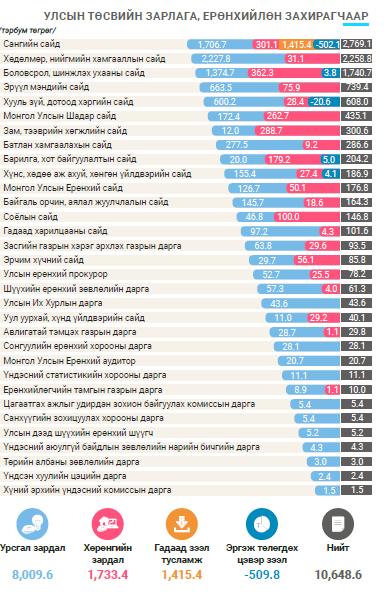 УЛСЫН ТӨСВИЙН ЗАРЛАГА, ЕРӨНХИЙЛӨН ЗАХИРАГЧААР
/тэрбум төгрөг/
Сангийн сайд 1,706.7 301.1 1,415.4 -502.1 2,769.1
Хөдөлмөр, нийгмийн хамгааллын сайд 2,227.8 31.1 2,258.8
Боловсрол, шинжлэх ухааны сайд 1,374.7 362.3 3.8 1,740.7
Эрүүл мэндийн сайд 663.5 75.9 739.4
Хууль зүй, дотоод хэргийн сайд 600.2 28.4 -20.6 608.0
Монгол Улсын Шадар сайд 172.4 262.7 435.1
Зам, тээврийн хөгжлийн сайд 12.0 288.7 300.6
Батлан хамгаалахын сайд 277.5 9.2 286.6
Барилга, хот байгуулалтын сайд 20.0 179.2 5.0 204.2
Хүнс, хөдөө аж ахуй, хөнгөн үйлдвэрийн сайд 155.4 27.4 4.1 186.9
Монгол Улсын Ерөнхий сайд 126.7 50.1 176.8
Байгаль орчин, аялал жуулчлалын сайд 145.7 18.6 164.3
Соёлын сайд 46.8 100.0 146.8
Гадаад харилцааны сайд 97.2 4.3 101.6
Засгийн газрын хэрэг эрхлэх газрын дарга 63.8 29.6 93.5
Эрчим хүчний сайд 29.7 56.1 85.8
Улсын ерөнхий прокурор 52.7 25.5 78.2
Шүүхийн ерөнхий зөвлөлийн дарга 57.3 4.0 61.3
Улсын Их Хурлын дарга 43.6 43.6
Уул уурхай, хүнд үйлдвэрийн сайд 11.0 29.2 40.1
Авлигатай тэмцэх газрын дарга 28.7 1.1 29.8
Сонгуулийн ерөнхий хорооны дарга 28.1 28.1
Монгол Улсын Ерөнхий аудитор 20.7 20.7
Үндэсний статистикийн хорооны дарга 11.1 11.1
Ерөнхийлөгчийн тамгын газрын дарга 8.9 1.1 10.0
Цагаатгах ажлыг удирдан зохион байгуулах комиссын дарга 5.4 5.4
Санхүүгийн зохицуулах хорооны дарга 5.4 5.4
Улсын дээд шүүхийн ерөнхий шүүгч 5.2 5.2
Үндэсний аюулгүй байдлын зөвлөлийн нарийн бичгийн дарга 4.3 4.3
Төрийн албаны зөвлөлийн дарга 3.0 3.0
Үндсэн хуулийн цэцийн дарга 2.4 2.4
Хүний эрхийн үндэсний комиссын дарга 1.5 1.5
Урсгал зардал Хөрөнгийн Гадаад зээл Эргэж төлөгдөх Нийт
зардал тусламж цэвэр зээл
8,009.6 1,733.4 1,415.4 -509.8 10,648.6